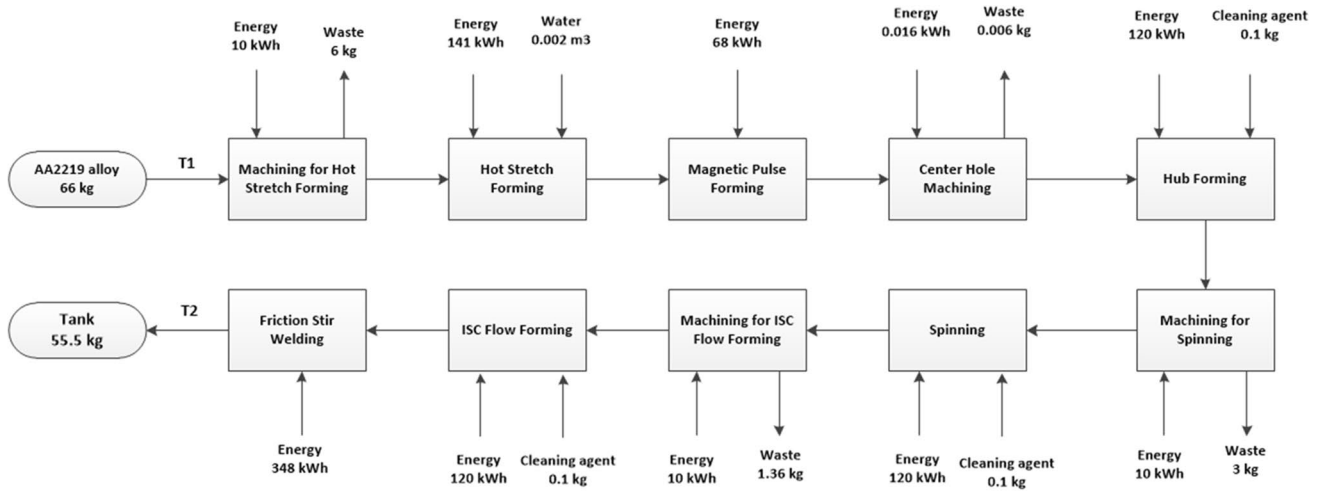 Energy
10 kWh
Waste
6 kg
Energy
141 kWh
Water
0.002 m3
Energy
68 kWh
Energy
0.016 kWh
Waste
0.006 kg
Energy
120 kWh
Cleaning agent
0.1 kg
AA2219 alloy
66 kg
T1
Machining for Hot
Stretch Forming
Hot Stretch
Forming
Magnetic Pulse
Forming
Center Hole
Machining
Hub Forming
Tank
55.5 kg
T2
Friction Stir
Welding
ISC Flow Forming
Machining for ISC
Flow Forming
Spinning
Machining for
Spinning
Energy
348 kWh
Energy
120 kWh
Cleaning agent
0.1 kg
Energy
10 kWh
Waste
1.36 kg
Energy
120 kWh
Cleaning agent
0.1 kg
Energy
10 kWh
Waste
3 kg